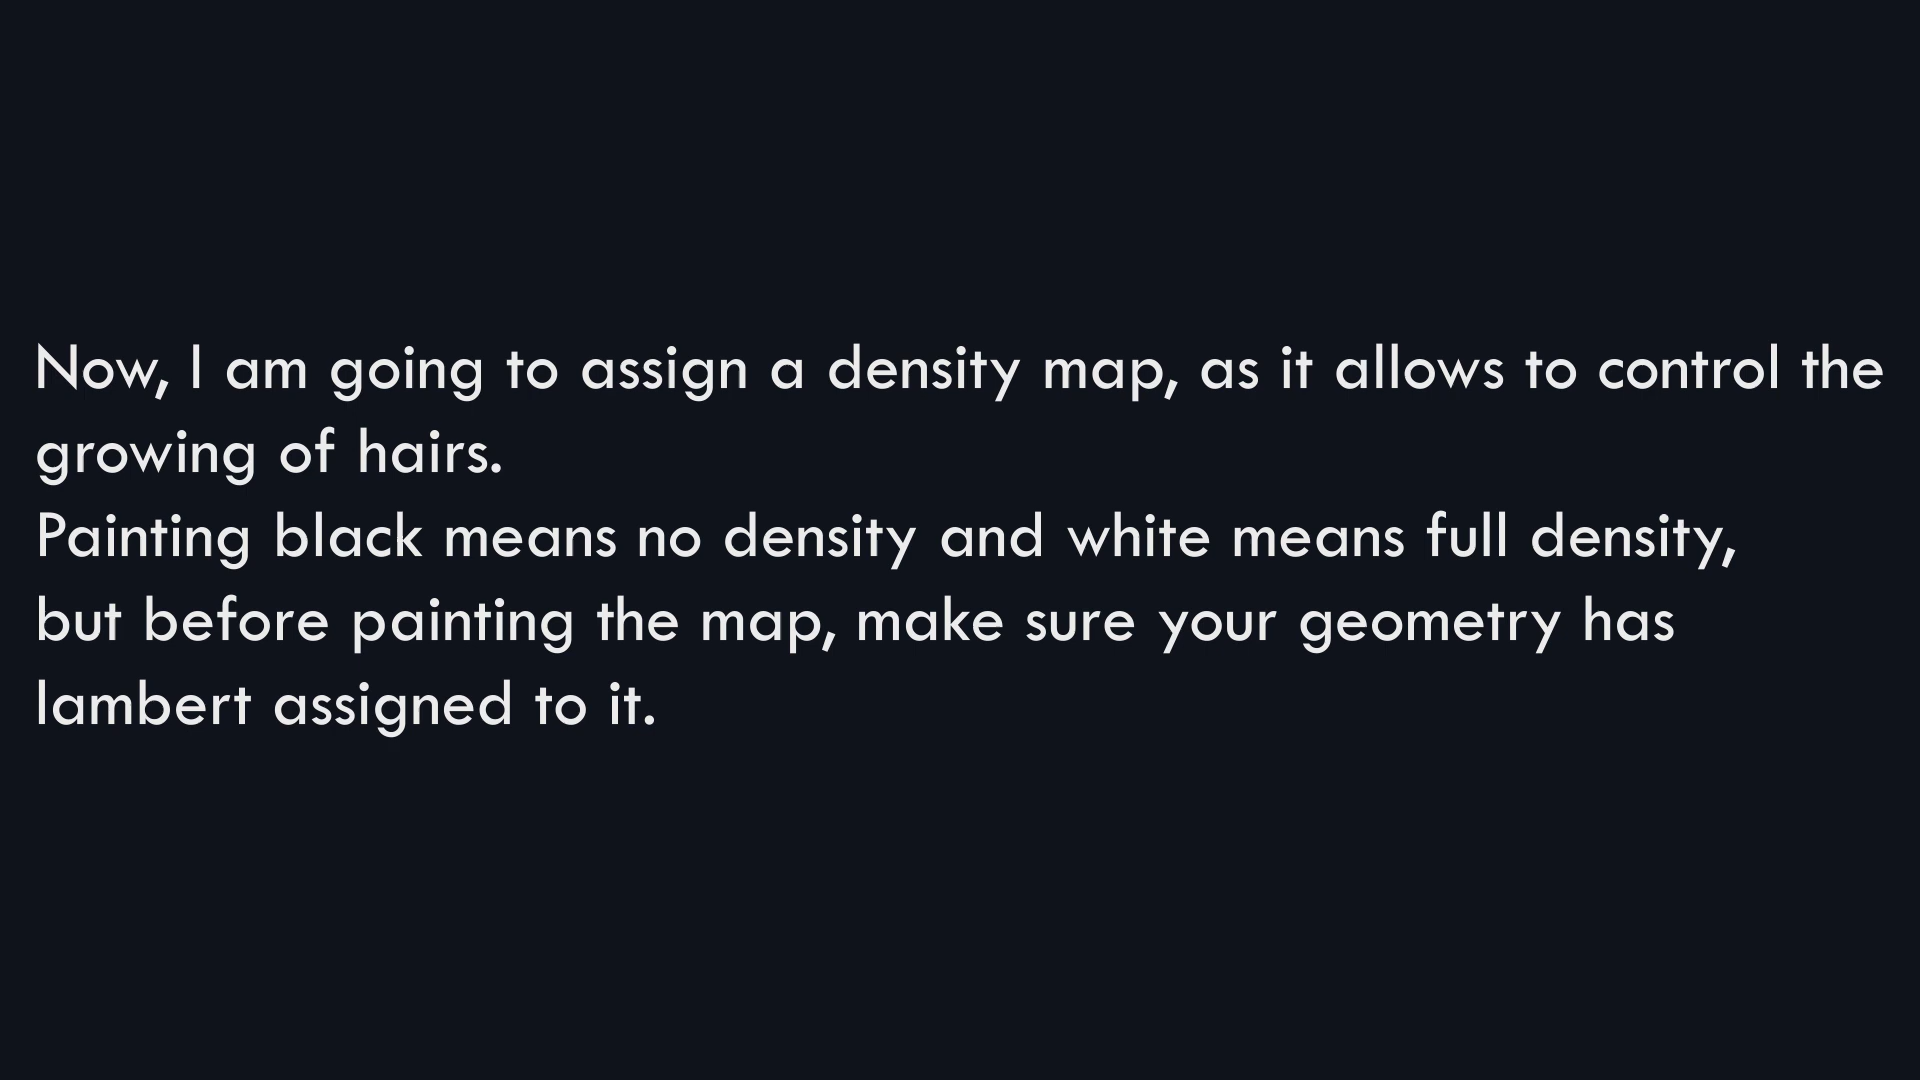 Now, I am going to assign a density map, as it allows to control the
growing of hairs.
Painting black means no density and white means full density,
but before painting the map, make sure your geometry has
lambert assigned to it.